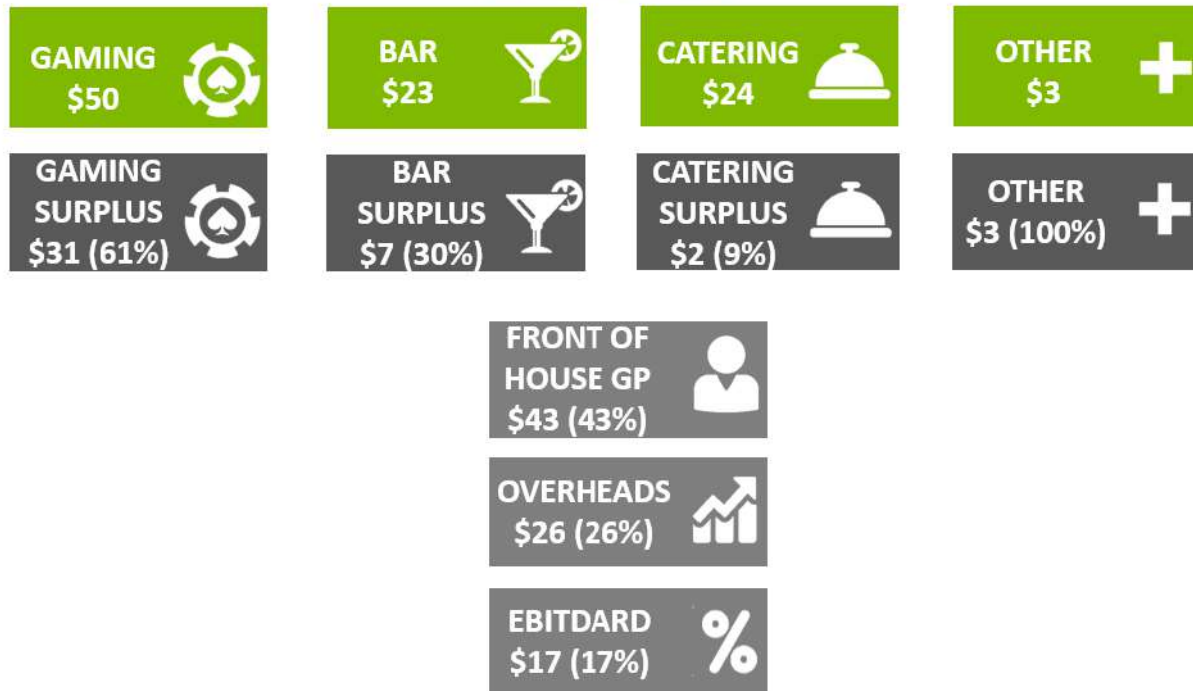 GAMING
$50
BAR
$23
CATERING
$24
OTHER
$3
GAMING
SURPLUS
$31 (61%)
BAR
SURPLUS
$7 (30%)
CATERING
SURPLUS
$2 (9%)
OTHER
$3 (100%)
FRONT OF
HOUSE GP
$43 (43%)
OVERHEADS
$26 (26%)
EBITDARD
$17 (17%)
%